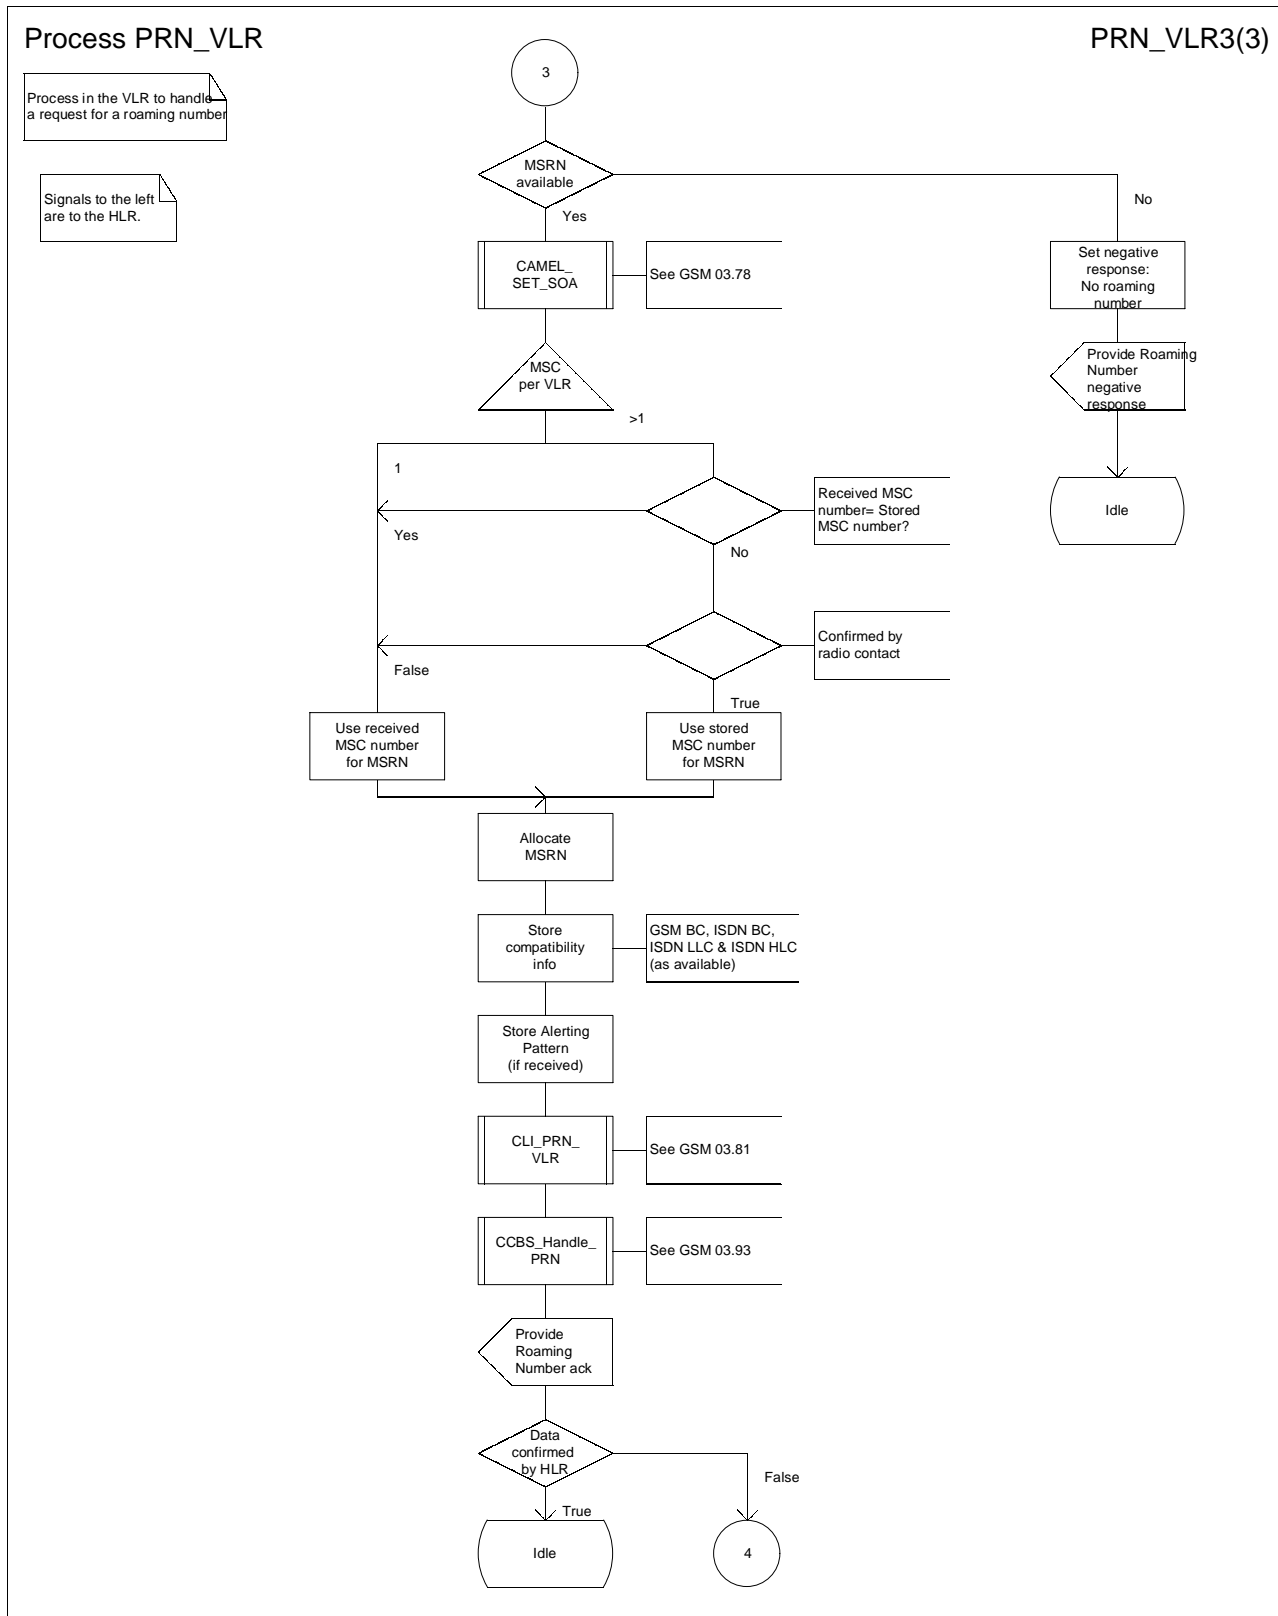 Process PRN_VLR
PRN_VLR3(3)
Process in the VLR to handle
a request for a roaming number
Signals to the left
are to the HLR.
3
MSRN
available
No
Yes
CAMEL_
SET_SOA
See GSM 03.78
Set negative
response:
No roaming
number
MSC
per VLR
Provide Roaming
Number
negative
response
>1
1
Received MSC
number= Stored
MSC number?
Idle
Yes
No
Confirmed by
radio contact
False
True
Use received
MSC number
for MSRN
Use stored
MSC number
for MSRN
Allocate
MSRN
Store
compatibility
info
GSM BC, ISDN BC,
ISDN LLC & ISDN HLC
(as available)
Store Alerting
Pattern
(if received)
CLI_PRN_
VLR
See GSM 03.81
CCBS_Handle_
PRN
See GSM 03.93
Provide
Roaming
Number ack
Data
confirmed
by HLR
False
True
Idle
4